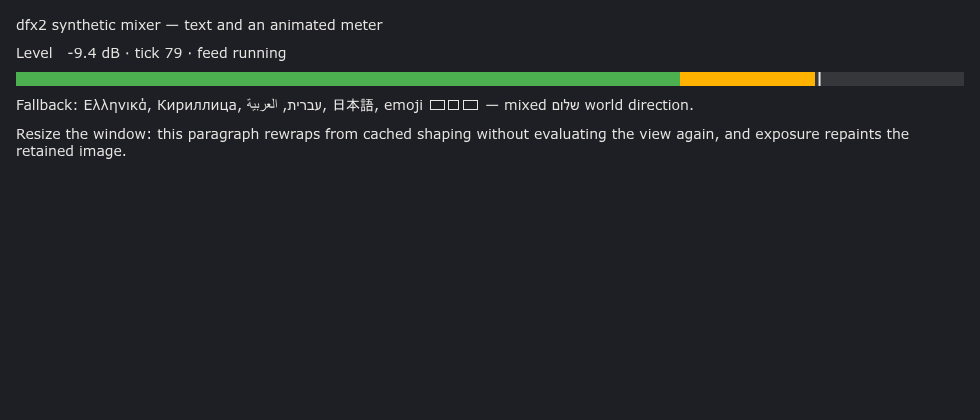 dfx2 synthetic mixer — text and an animated meter
Level -9.4 dB · tick 79 · feed running
Fallback: Ελληνικά, Кириллица, עברית, العربية, 日本語, emoji □□□ — mixed שלום world direction.
Resize the window: this paragraph rewraps from cached shaping without evaluating the view again, and exposure repaints the
retained image.